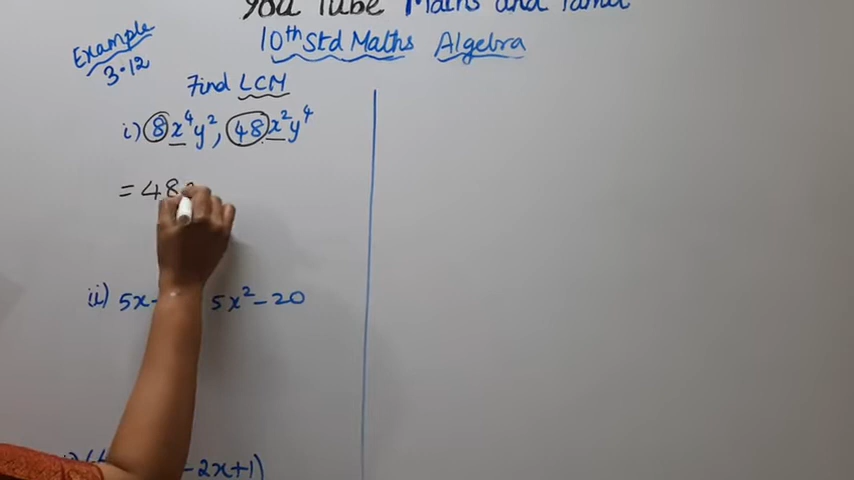 You Tube Maths and Tamil
10th Std Maths Algebra
Example
3.12
Find LCM
i) 8x⁴y², 48x²y⁴
= 48
ii) 5x- 5x²-20
-2x+1)